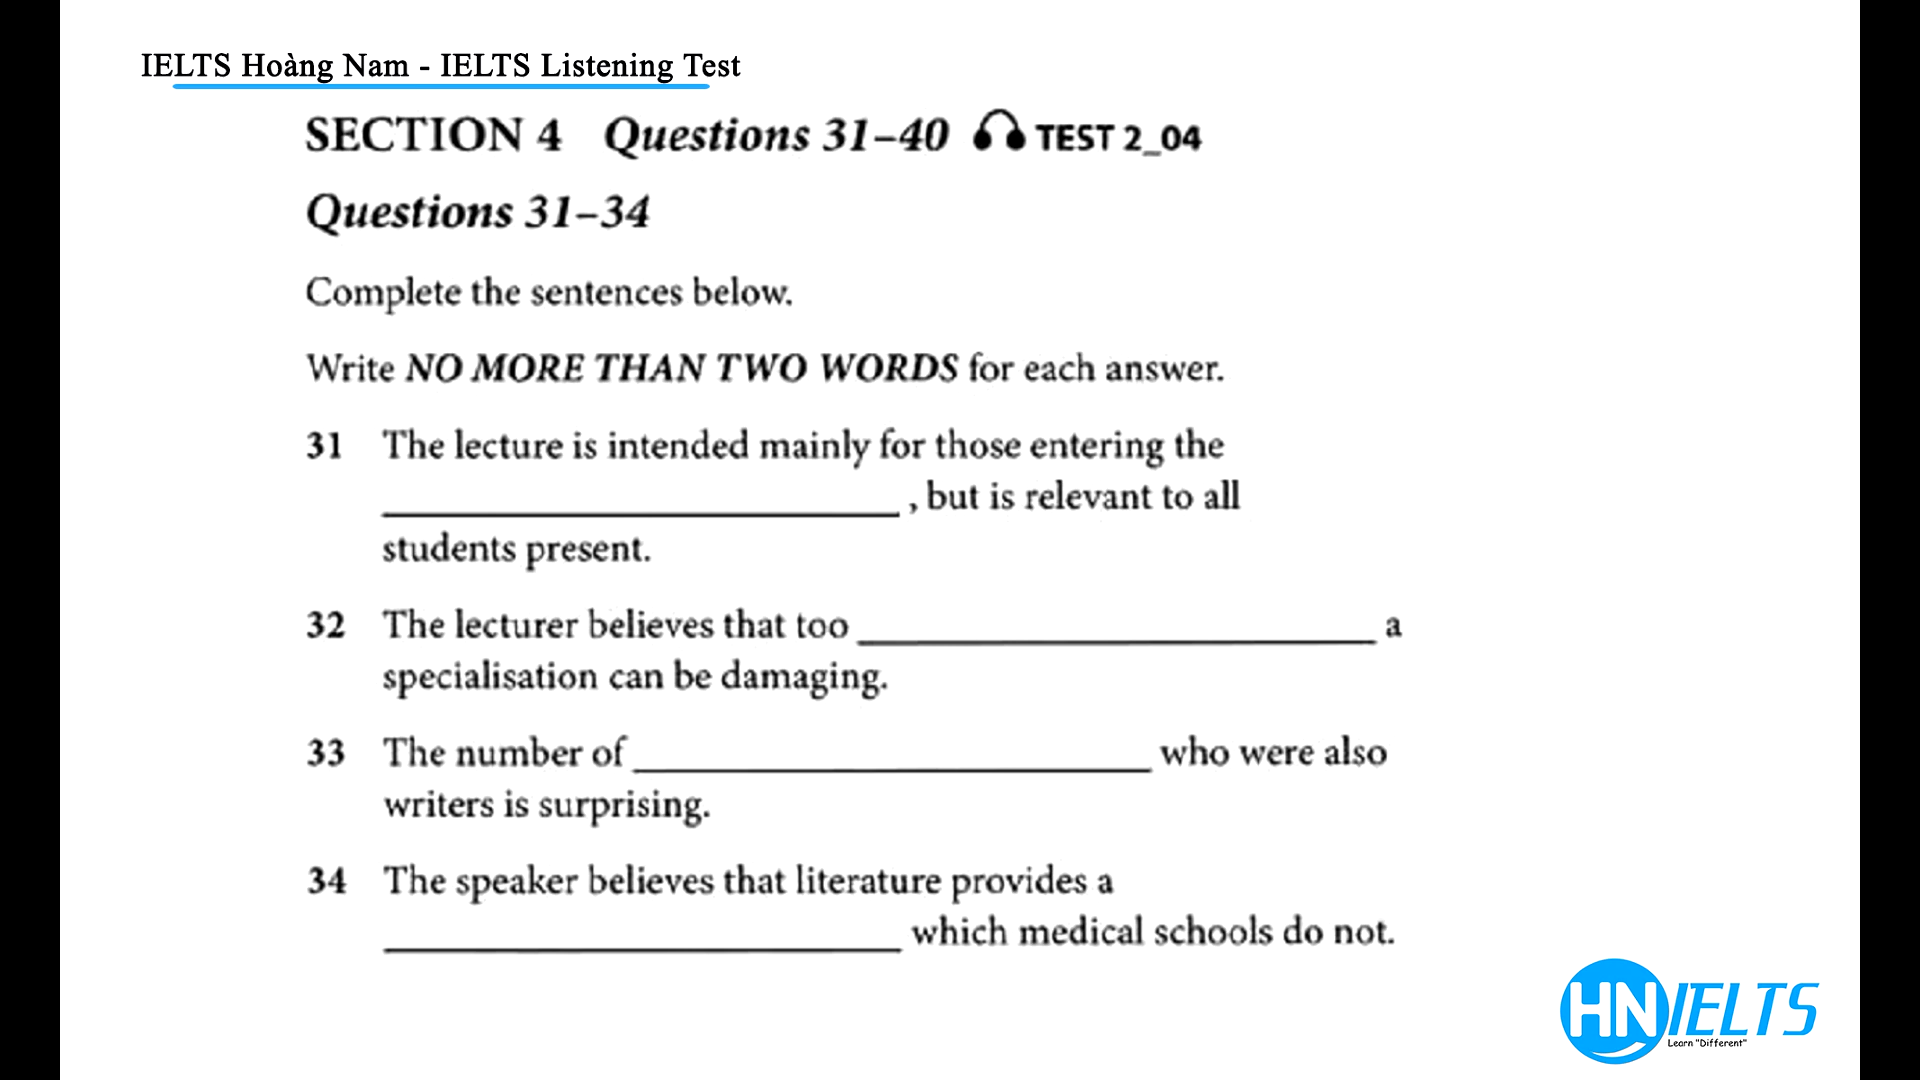 IELTS Hoàng Nam - IELTS Listening Test
SECTION 4 Questions 31–40 TEST 2_04
Questions 31–34
Complete the sentences below.
Write NO MORE THAN TWO WORDS for each answer.
31 The lecture is intended mainly for those entering the
____________________ , but is relevant to all
students present.
32 The lecturer believes that too ____________________ a
specialisation can be damaging.
33 The number of ____________________ who were also
writers is surprising.
34 The speaker believes that literature provides a
____________________ which medical schools do not.
HNIELTS
Learn "Different"